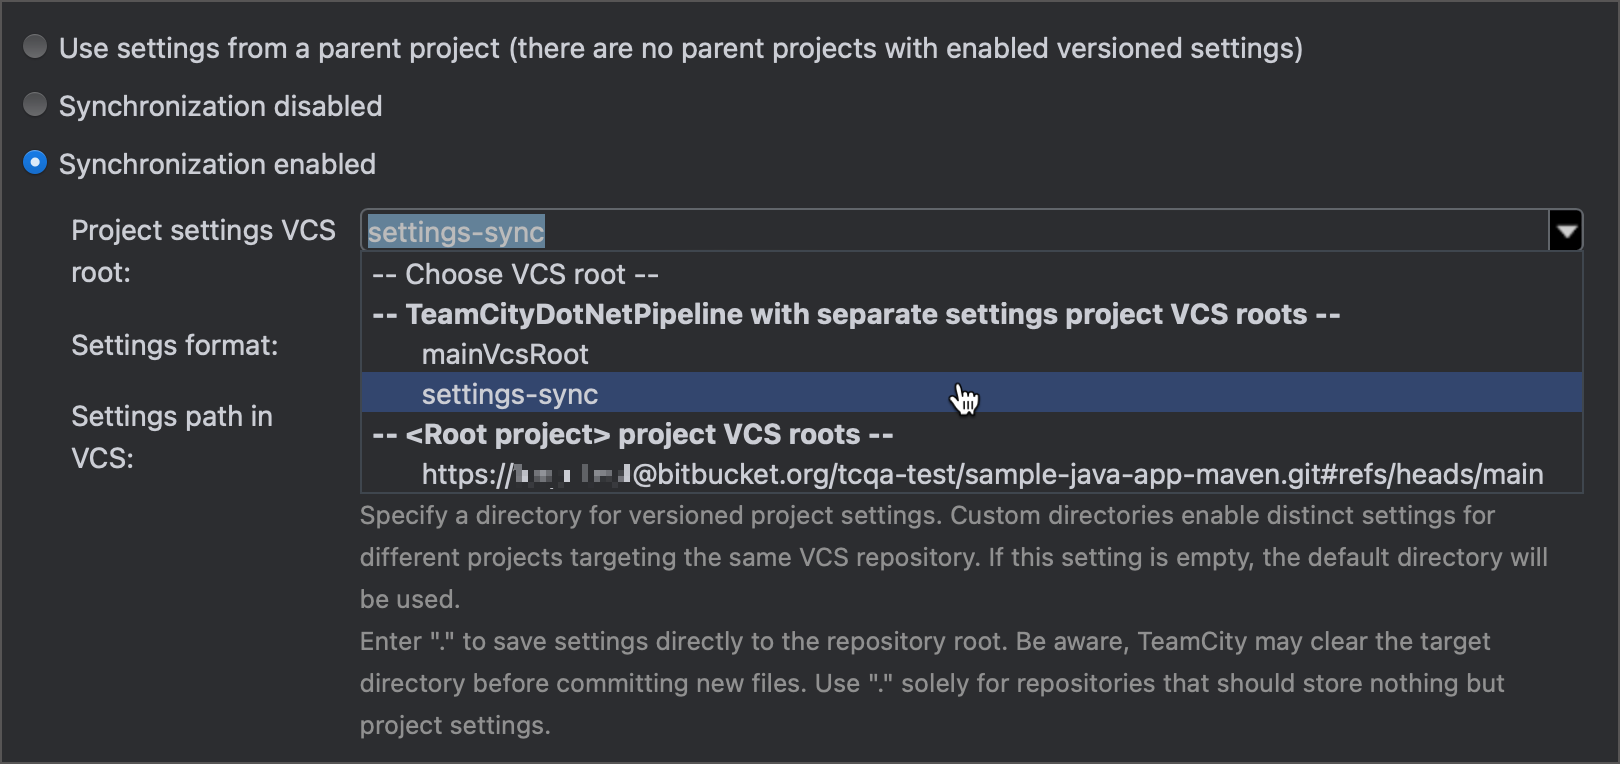 Use settings from a parent project (there are no parent projects with enabled versioned settings)
Synchronization disabled
Synchronization enabled
Project settings VCS
root:
settings-sync
-- Choose VCS root --
-- TeamCityDotNetPipeline with separate settings project VCS roots --
mainVcsRoot
Settings format:
settings-sync
Settings path in
VCS:
-- <Root project> project VCS roots --
https://@bitbucket.org/tcqa-test/sample-java-app-maven.git#refs/heads/main
Specify a directory for versioned project settings. Custom directories enable distinct settings for
different projects targeting the same VCS repository. If this setting is empty, the default directory will
be used.
Enter "." to save settings directly to the repository root. Be aware, TeamCity may clear the target
directory before committing new files. Use "." solely for repositories that should store nothing but
project settings.